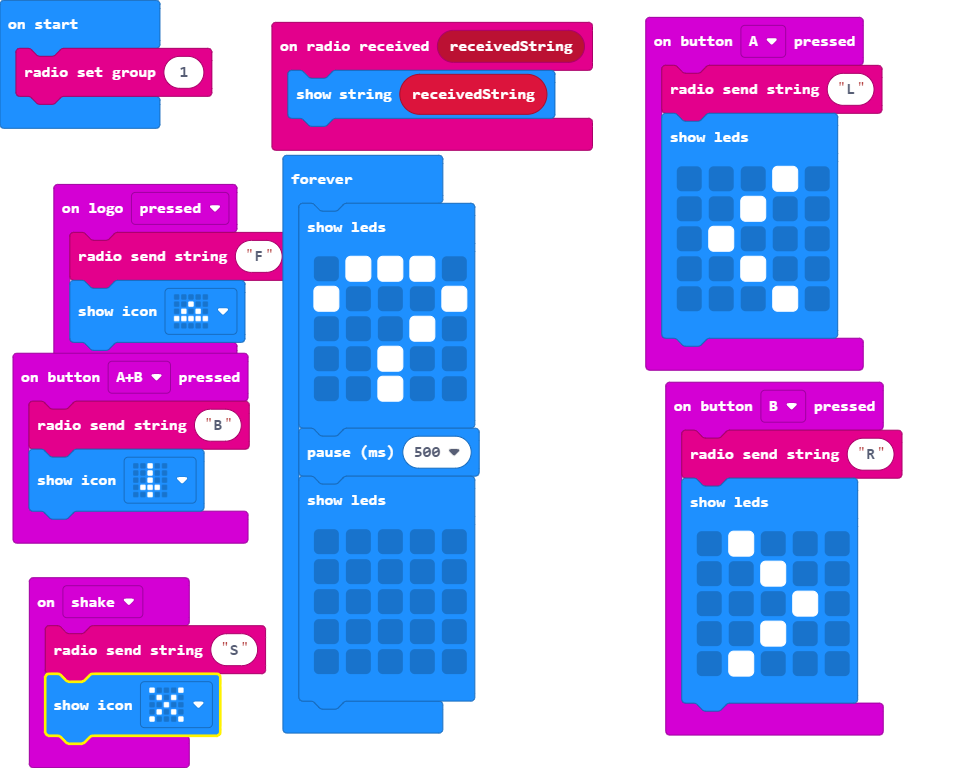 on start
radio set group 1
on radio received receivedString
show string receivedString
on button A pressed
radio send string "L"
show leds
on logo pressed
radio send string "F"
show icon
forever
show leds
pause (ms) 500
show leds
on button A+B pressed
radio send string "B"
show icon
on button B pressed
radio send string "R"
show leds
on shake
radio send string "S"
show icon